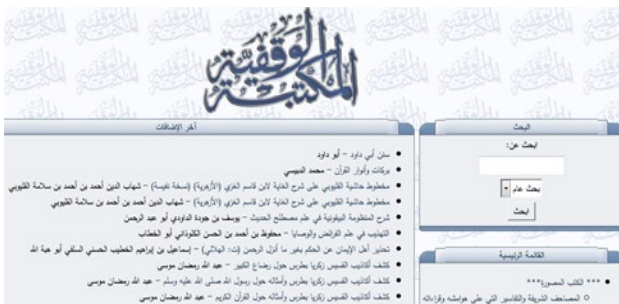 المكتبة الوقفية
البحث
ابحث عن:
بحث عام
ابحث
القائمة الرئيسية
*** الكتب المصورة ***
المصاحف الشريفة والتفاسير التي على هوامشه وقراءاته
آخر الإضافات
سنن أبي داود - أبو داود
بركات وأنوار القرآن - محمد
مخطوط حاشية القليوبي على شرح الغاية لابن قاسم الغزي (الأزهرية) (نسخة نفيسة) - شهاب الدين أحمد بن أحمد بن سلامة القليوبي
مخطوط حاشية القليوبي على شرح الغاية لابن قاسم الغزي (الأزهرية) - شهاب الدين أحمد بن أحمد بن سلامة القليوبي
شرح المنظومة البيقونية في علم مصطلح الحديث - يوسف بن جودة الداودي أبو عبد الرحمن
مذهب في علم الفرائض والوصايا - محفوظ بن أحمد بن الحسن الكلوذاني أبو الخطاب
تحذير أهل الإيمان عن الحكم بغير ما أنزل الرحمن (ت: الهلالي) - إسماعيل بن إبراهيم الخطيب الحسني السلفي أبو حبة الله
كشف أكاذيب القسيس زكريا بطرس حول رضاع الكبير - عبد الله رمضان موسى
كشف أكاذيب القسيس زكريا بطرس وأمثاله حول رسول الله صلى الله عليه وسلم - عبد الله رمضان موسى
كشف أكاذيب القسيس زكريا بطرس وأمثاله حول القرآن الكريم - عبد الله رمضان موسى